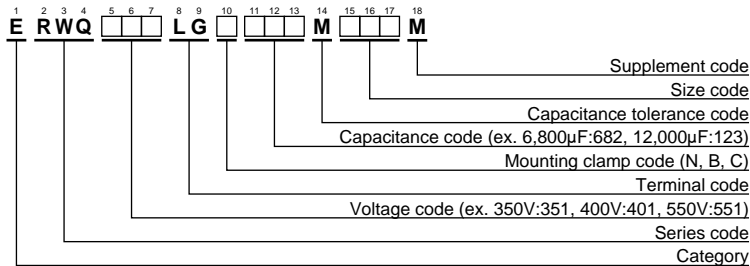 1 2 3 4 5 6 7 8 9 10 11 12 13 14 15 16 17 18
E RWQ □□□ LG □ □□□ M □□□ M
Supplement code
Size code
Capacitance tolerance code
Capacitance code (ex. 6,800µF:682, 12,000µF:123)
Mounting clamp code (N, B, C)
Terminal code
Voltage code (ex. 350V:351, 400V:401, 550V:551)
Series code
Category